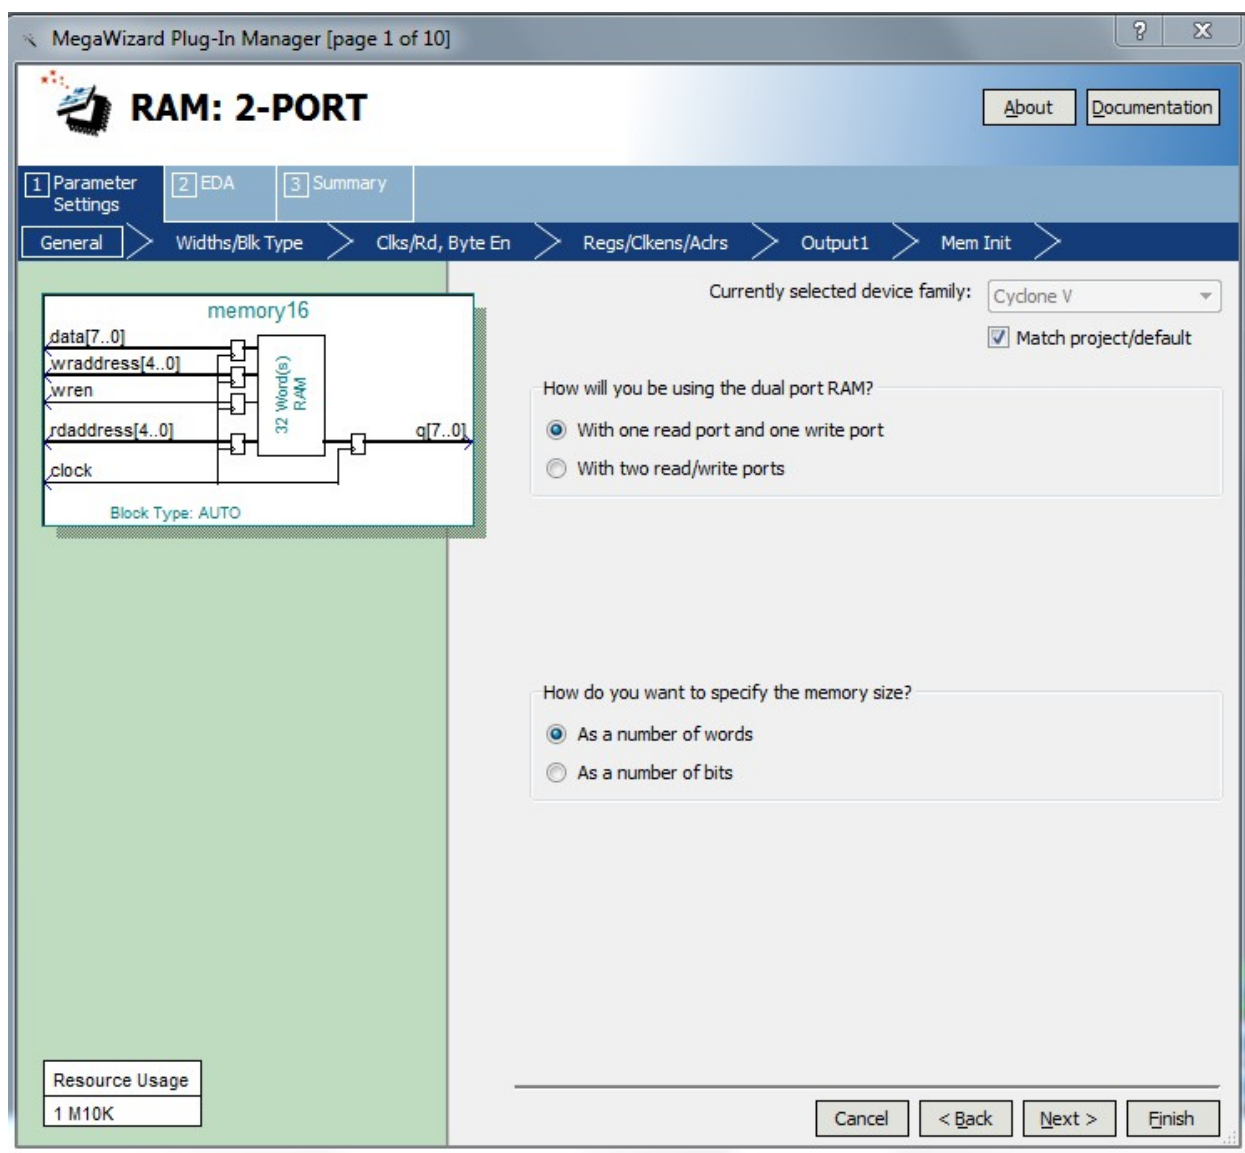 MegaWizard Plug-In Manager [page 1 of 10]
? X
RAM: 2-PORT
About
Documentation
1 Parameter Settings
2 EDA
3 Summary
General
Widths/Blk Type
Clks/Rd, Byte En
Regs/Clkens/Aclrs
Output1
Mem Init
memory16
data[7..0]
wraddress[4..0]
wren
rdaddress[4..0]
clock
32 Word(s)
RAM
q[7..0]
Block Type: AUTO
Currently selected device family:
Cyclone V
Match project/default
How will you be using the dual port RAM?
With one read port and one write port
With two read/write ports
How do you want to specify the memory size?
As a number of words
As a number of bits
Resource Usage
1 M10K
Cancel
< Back
Next >
Finish